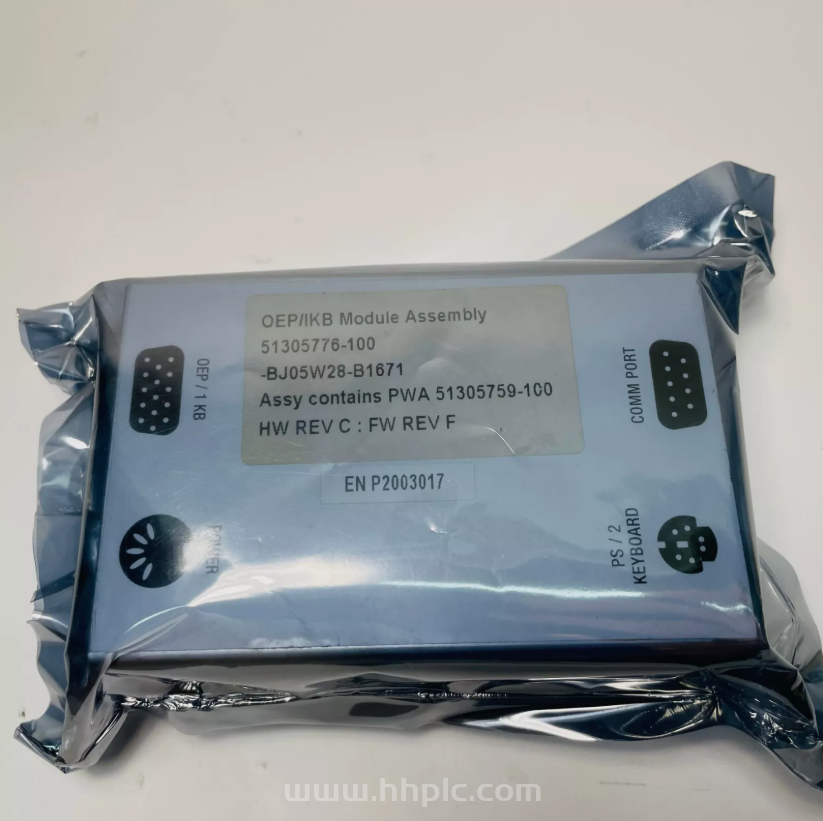 OEP/IKB Module Assembly
51305776-100
-BJ05W28-B1671
Assy contains PWA 51305759-100
HW REV C : FW REV F
EN P2003017
OEP / 1 KB
COMM PORT
POWER
PS / 2
KEYBOARD
www.hhplc.com